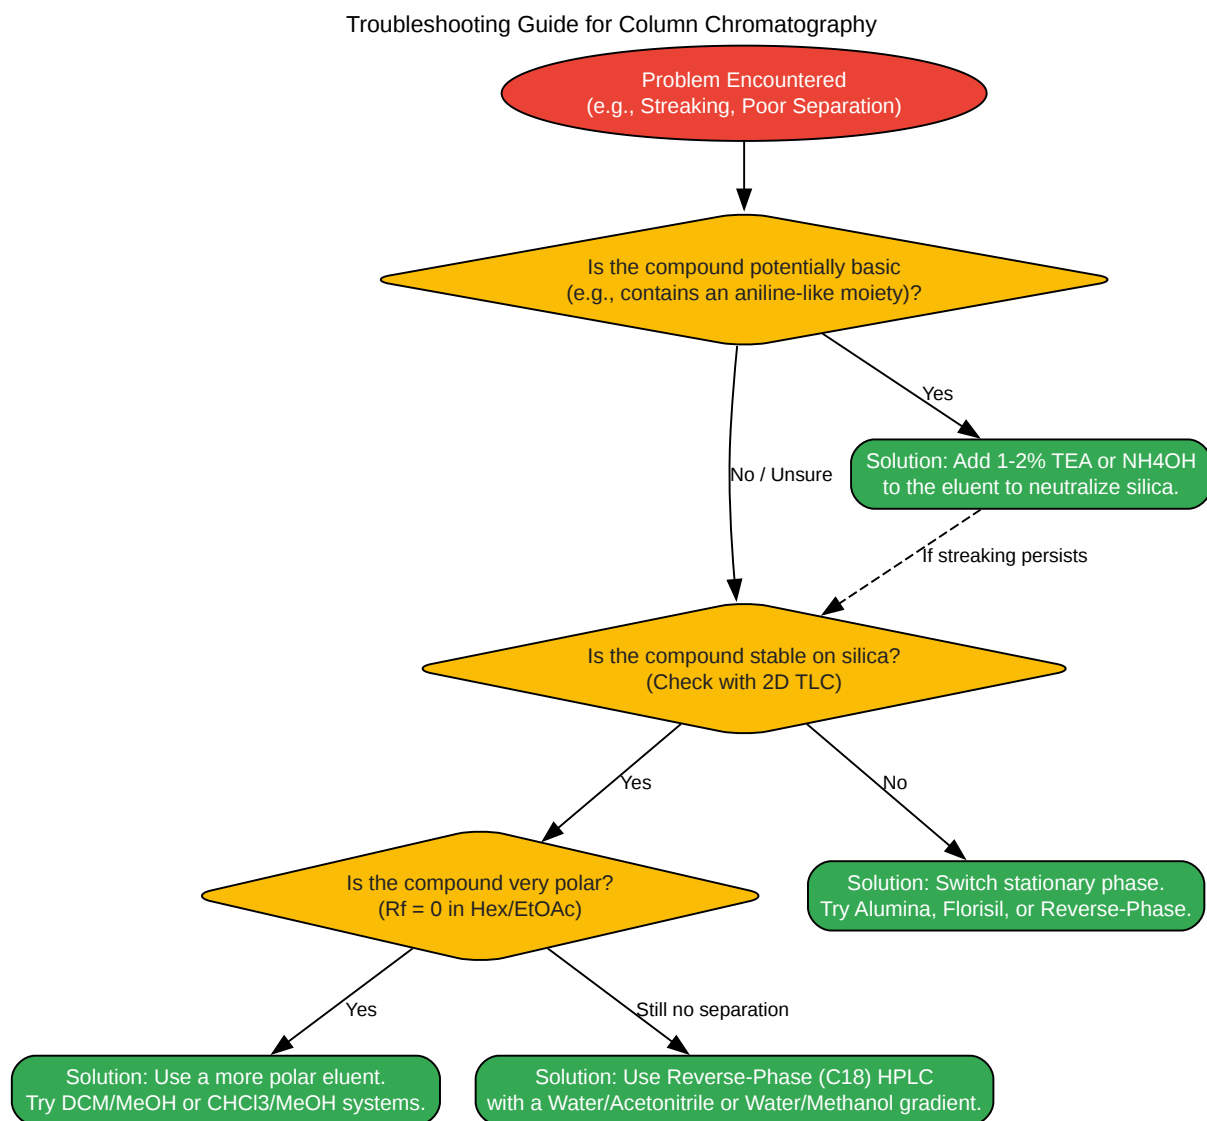 Troubleshooting Guide for Column Chromatography
Problem Encountered
(e.g., Streaking, Poor Separation)
Is the compound potentially basic
(e.g., contains an aniline-like moiety)?
Yes
No / Unsure
Solution: Add 1-2% TEA or NH4OH
to the eluent to neutralize silica.
If streaking persists
Is the compound stable on silica?
(Check with 2D TLC)
Yes
No
Is the compound very polar?
(Rf = 0 in Hex/EtOAc)
Solution: Switch stationary phase.
Try Alumina, Florisil, or Reverse-Phase.
Yes
Still no separation
Solution: Use a more polar eluent.
Try DCM/MeOH or CHCl3/MeOH systems.
Solution: Use Reverse-Phase (C18) HPLC
with a Water/Acetonitrile or Water/Methanol gradient.